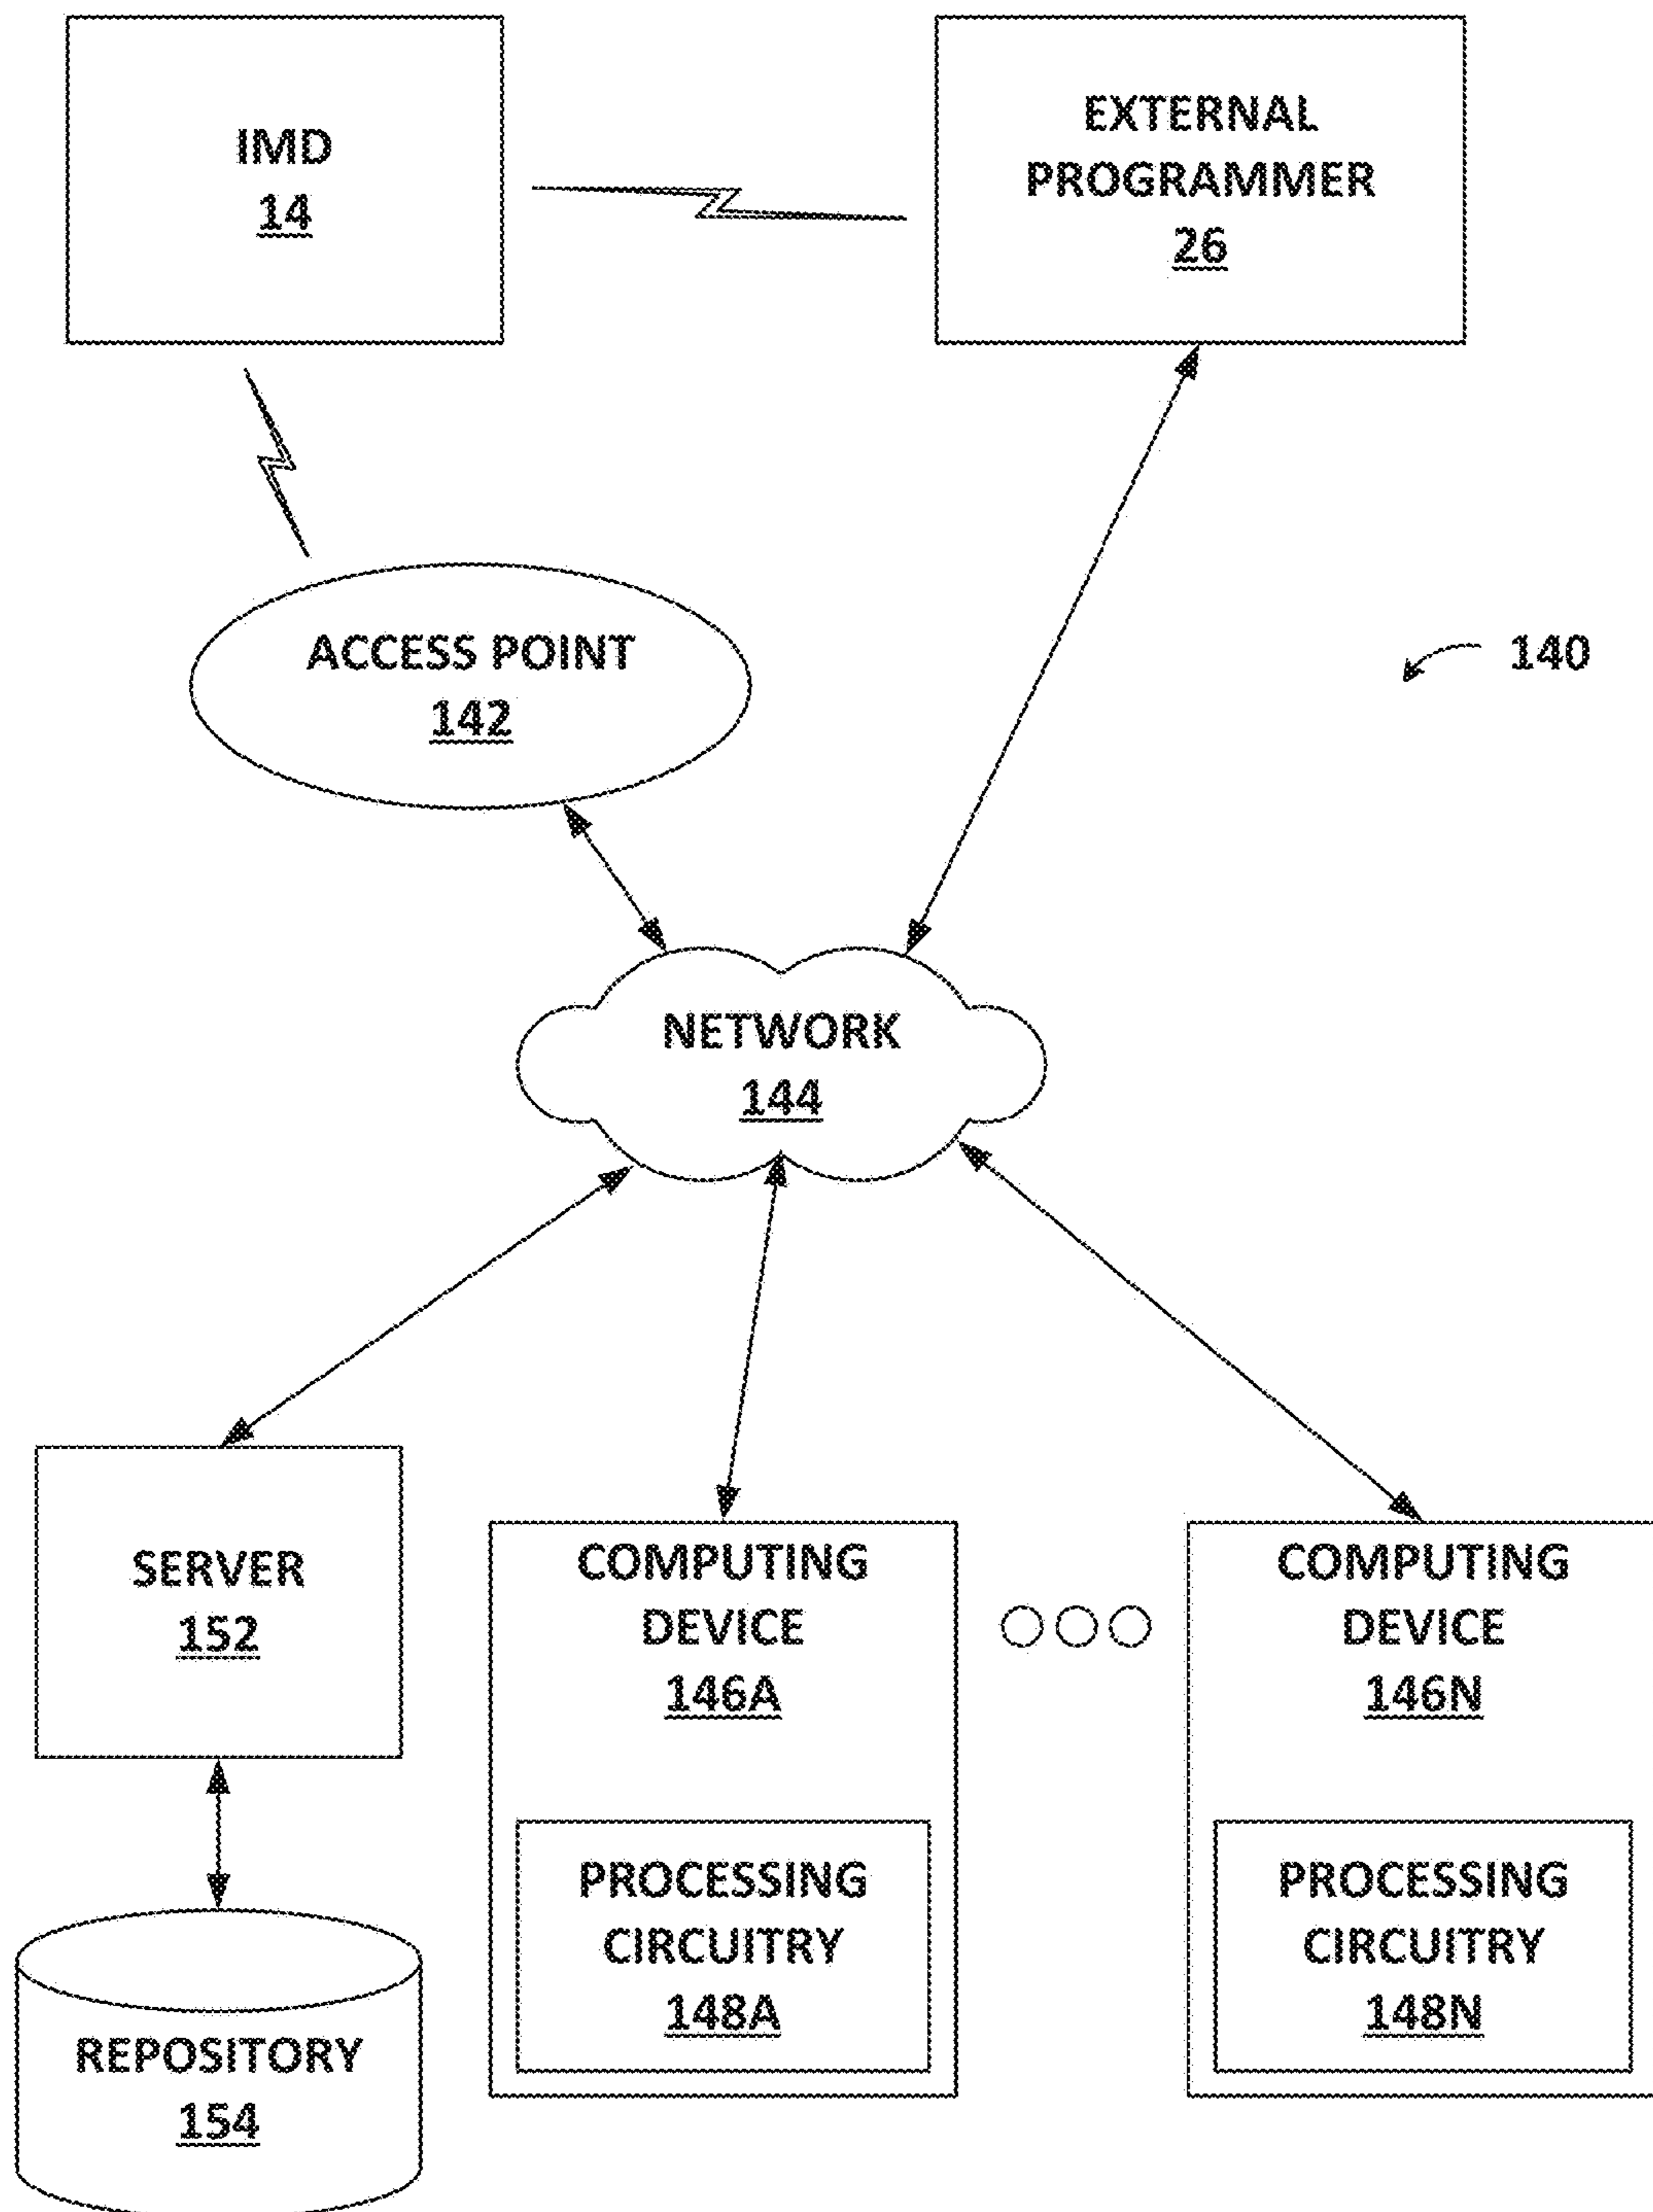 IMD
14
EXTERNAL
PROGRAMMER
26
ACCESS POINT
142
140
NETWORK
144
SERVER
152
COMPUTING
DEVICE
146A
COMPUTING
DEVICE
146N
PROCESSING
CIRCUITRY
148A
PROCESSING
CIRCUITRY
148N
REPOSITORY
154